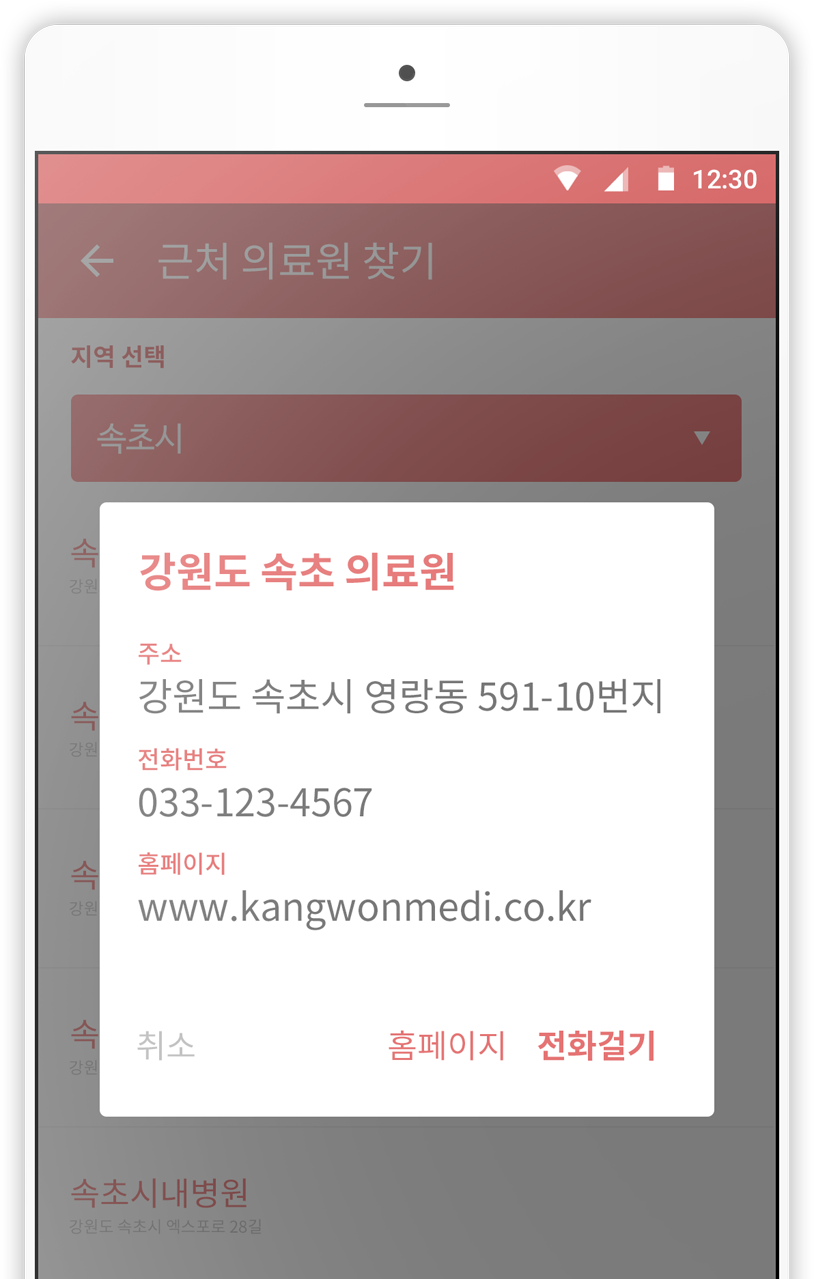 12:30
근처 의료원 찾기
지역 선택
속초시
속
강원
강원도 속초 의료원
주소
강원도 속초시 영랑동 591-10번지
속
강원
전화번호
033-123-4567
홈페이지
속
강원
www.kangwonmedi.co.kr
속
강원
취소 홈페이지 전화걸기
속초시내병원
강원도 속초시 엑스포로 28길